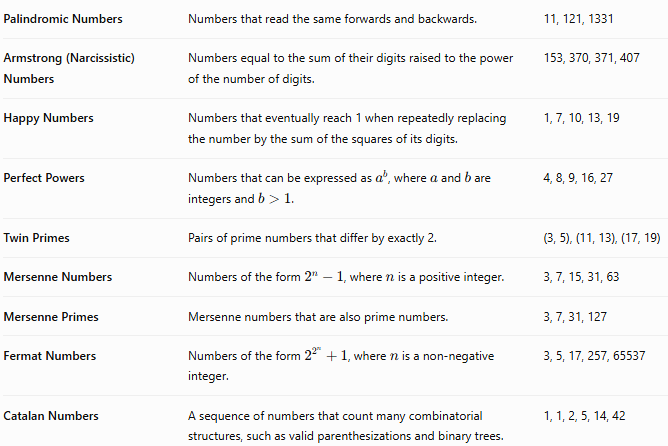 Palindromic Numbers Numbers that read the same forwards and backwards. 11, 121, 1331
Armstrong (Narcissistic) Numbers equal to the sum of their digits raised to the power 153, 370, 371, 407
Numbers of the number of digits.
Happy Numbers Numbers that eventually reach 1 when repeatedly replacing 1, 7, 10, 13, 19
the number by the sum of the squares of its digits.
Perfect Powers Numbers that can be expressed as a^b, where a and b are 4, 8, 9, 16, 27
integers and b > 1.
Twin Primes Pairs of prime numbers that differ by exactly 2. (3, 5), (11, 13), (17, 19)
Mersenne Numbers Numbers of the form 2^n − 1, where n is a positive integer. 3, 7, 15, 31, 63
Mersenne Primes Mersenne numbers that are also prime numbers. 3, 7, 31, 127
Fermat Numbers Numbers of the form 2^{2^n} + 1, where n is a non-negative 3, 5, 17, 257, 65537
integer.
Catalan Numbers A sequence of numbers that count many combinatorial 1, 1, 2, 5, 14, 42
structures, such as valid parenthesizations and binary trees.